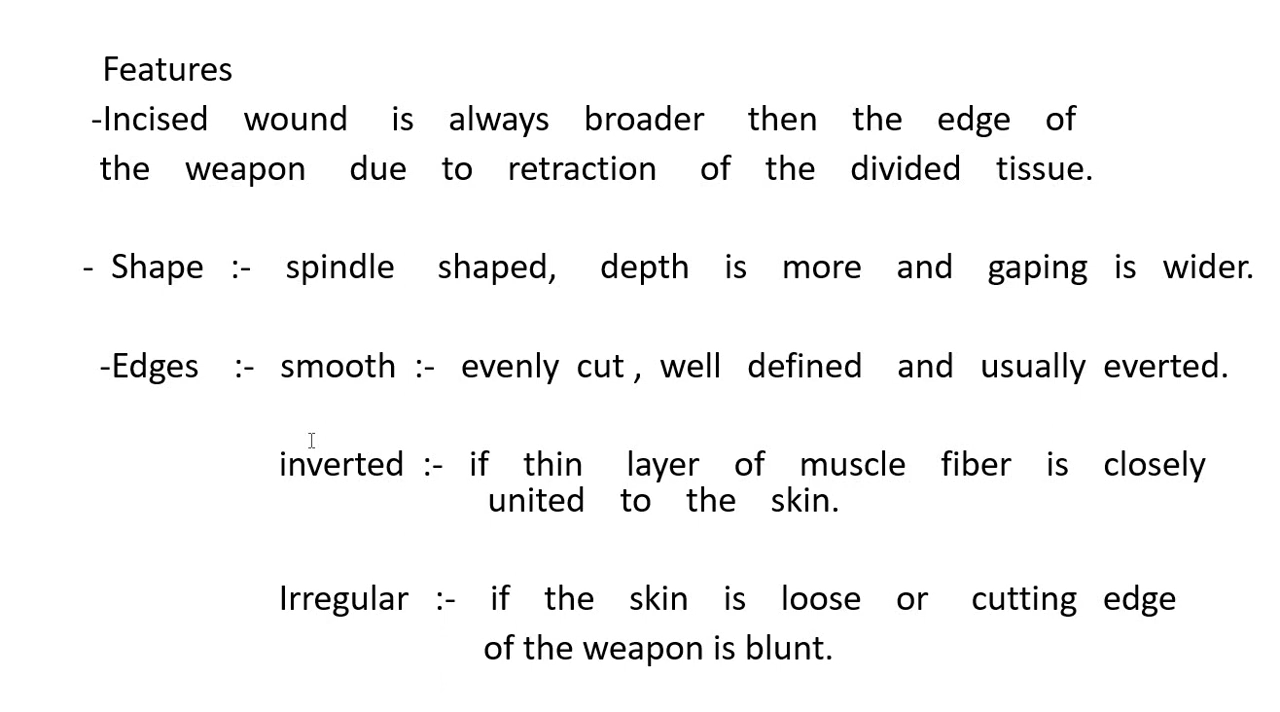 Features
-Incised wound is always broader then the edge of
the weapon due to retraction of the divided tissue.
- Shape :- spindle shaped, depth is more and gaping is wider.
-Edges :- smooth :- evenly cut , well defined and usually everted.
inverted :- if thin layer of muscle fiber is closely
united to the skin.
Irregular :- if the skin is loose or cutting edge
of the weapon is blunt.